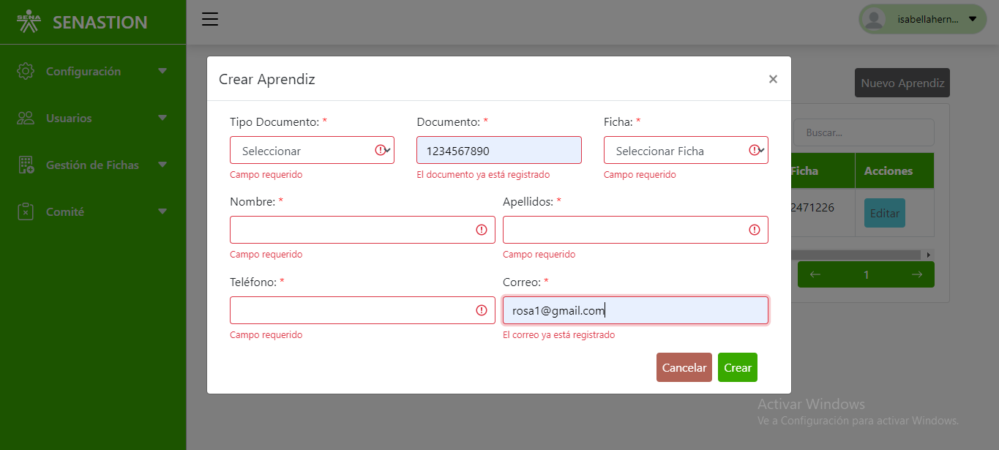 SENA
SENASTION
isabellahern...
Configuración
Usuarios
Gestión de Fichas
Comité
Nuevo Aprendiz
Buscar...
Ficha
Acciones
2471226
Editar
1
Crear Aprendiz
×
Tipo Documento: *
Documento: *
Ficha: *
Seleccionar
1234567890
Seleccionar Ficha
Campo requerido
El documento ya está registrado
Campo requerido
Nombre: *
Apellidos: *
Campo requerido
Campo requerido
Teléfono: *
Correo: *
rosa1@gmail.com
Campo requerido
El correo ya está registrado
Cancelar
Crear
Activar Windows
Ve a Configuración para activar Windows.